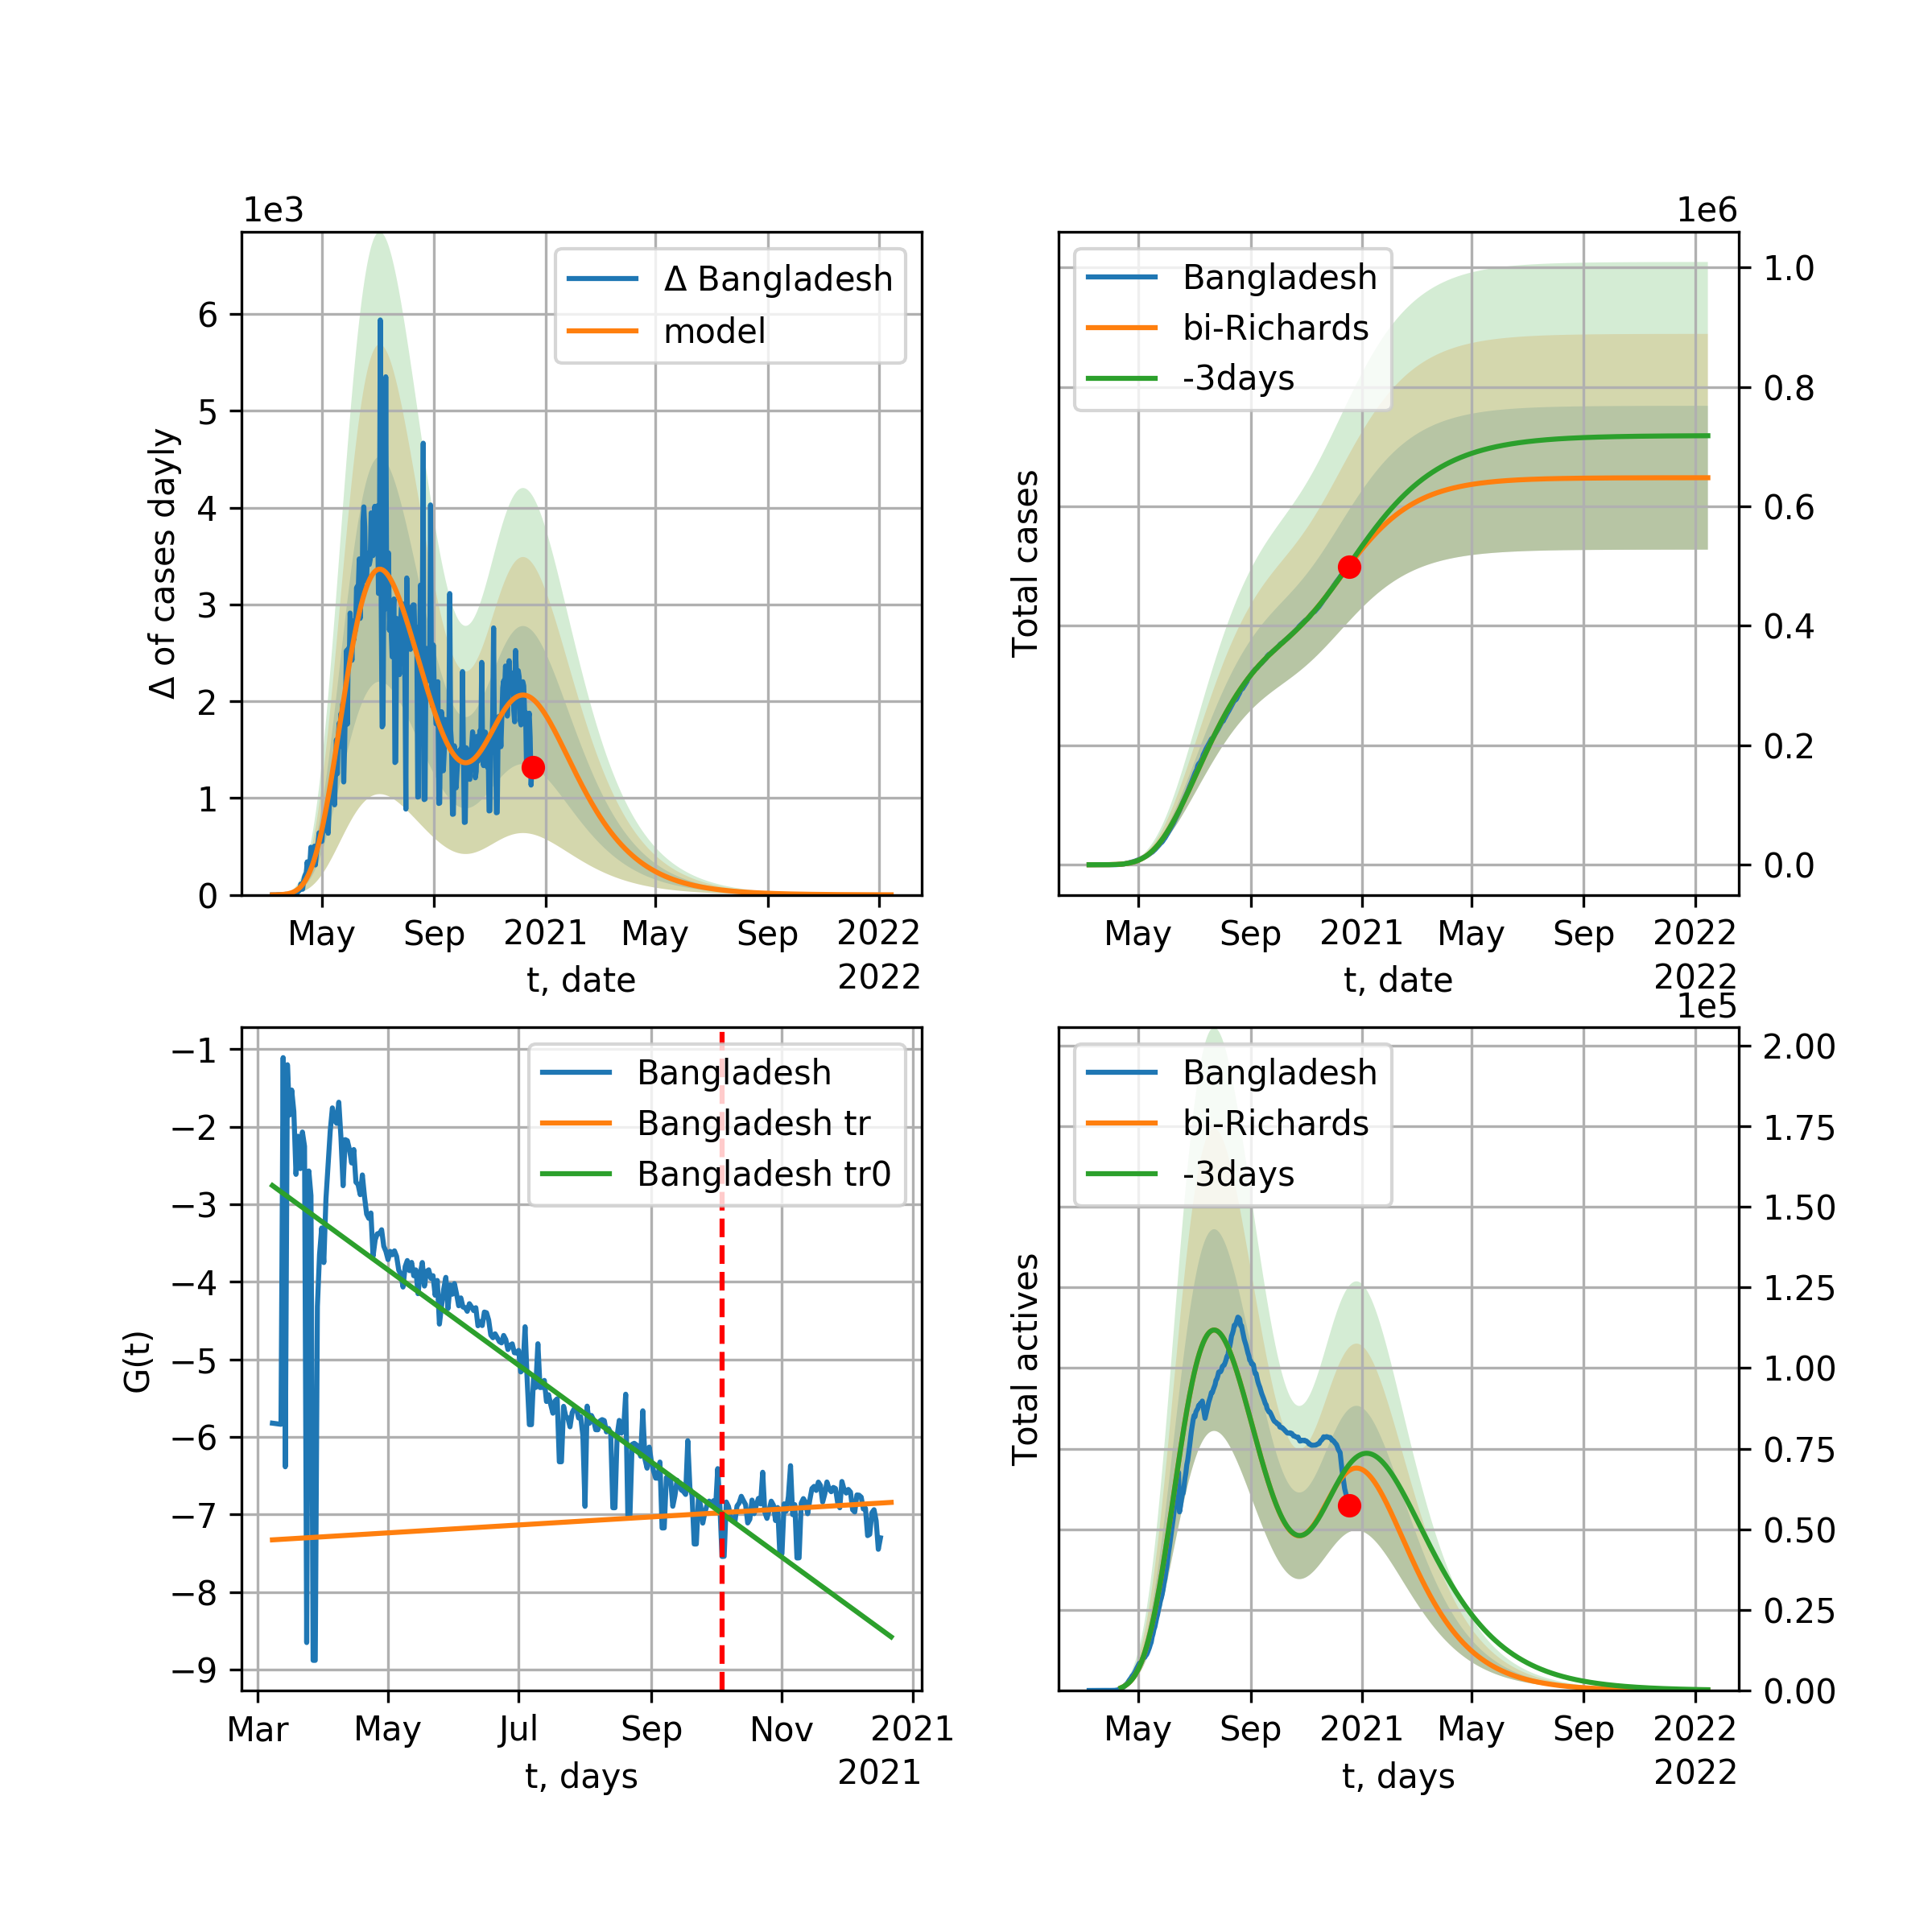 1e3
6
5
4
3
2
1
0
Δ of cases dayly
Δ Bangladesh
model
May Sep 2021 May Sep 2022
t, date 2022
1e6
Bangladesh
bi-Richards
-3days
1.0
0.8
0.6
0.4
0.2
0.0
Total cases
May Sep 2021 May Sep 2022
t, date 2022
−1
−2
−3
−4
−5
−6
−7
−8
−9
G(t)
Bangladesh
Bangladesh tr
Bangladesh tr0
Mar May Jul Sep Nov 2021
t, days 2021
1e5
Bangladesh
bi-Richards
-3days
2.00
1.75
1.50
1.25
1.00
0.75
0.50
0.25
0.00
Total actives
May Sep 2021 May Sep 2022
t, days 2022